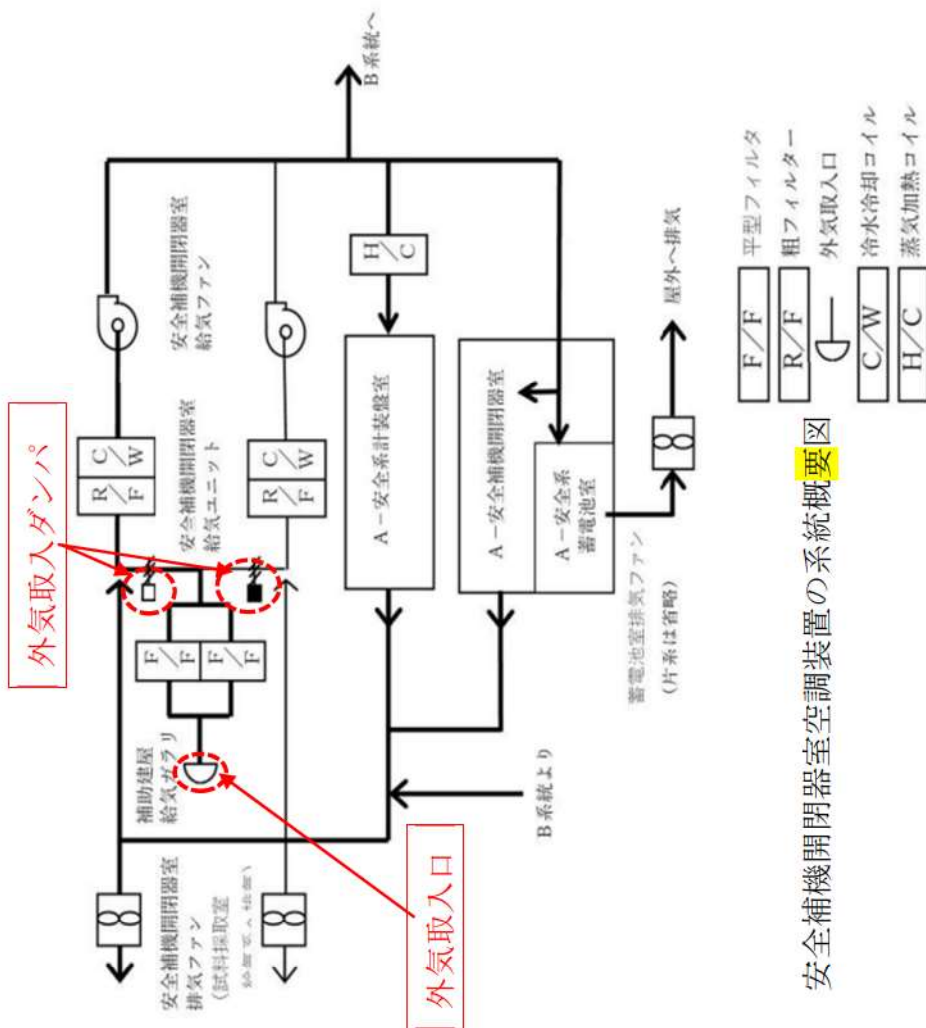 B系統へ
安全補機開閉器室
給気ファン
H/C
C/W
R/F
安全補機開閉器室
給気ユニット
C/W
R/F
外気取入ダンパ
A－安全系計装盤室
A－安全補機開閉器室
A－安全系
蓄電池室
屋外へ排気
蓄電池室排気ファン
(片系は省略)
F/F
F/F
補助建屋
給気ガラリ
B系統より
安全補機開閉器室
排気ファン
(試料採取室
外気取入口
F/F 平型フィルタ
R/F 粗フィルター
外気取入口
C/W 冷水冷却コイル
H/C 蒸気加熱コイル
安全補機開閉器室空調装置の系統概要図